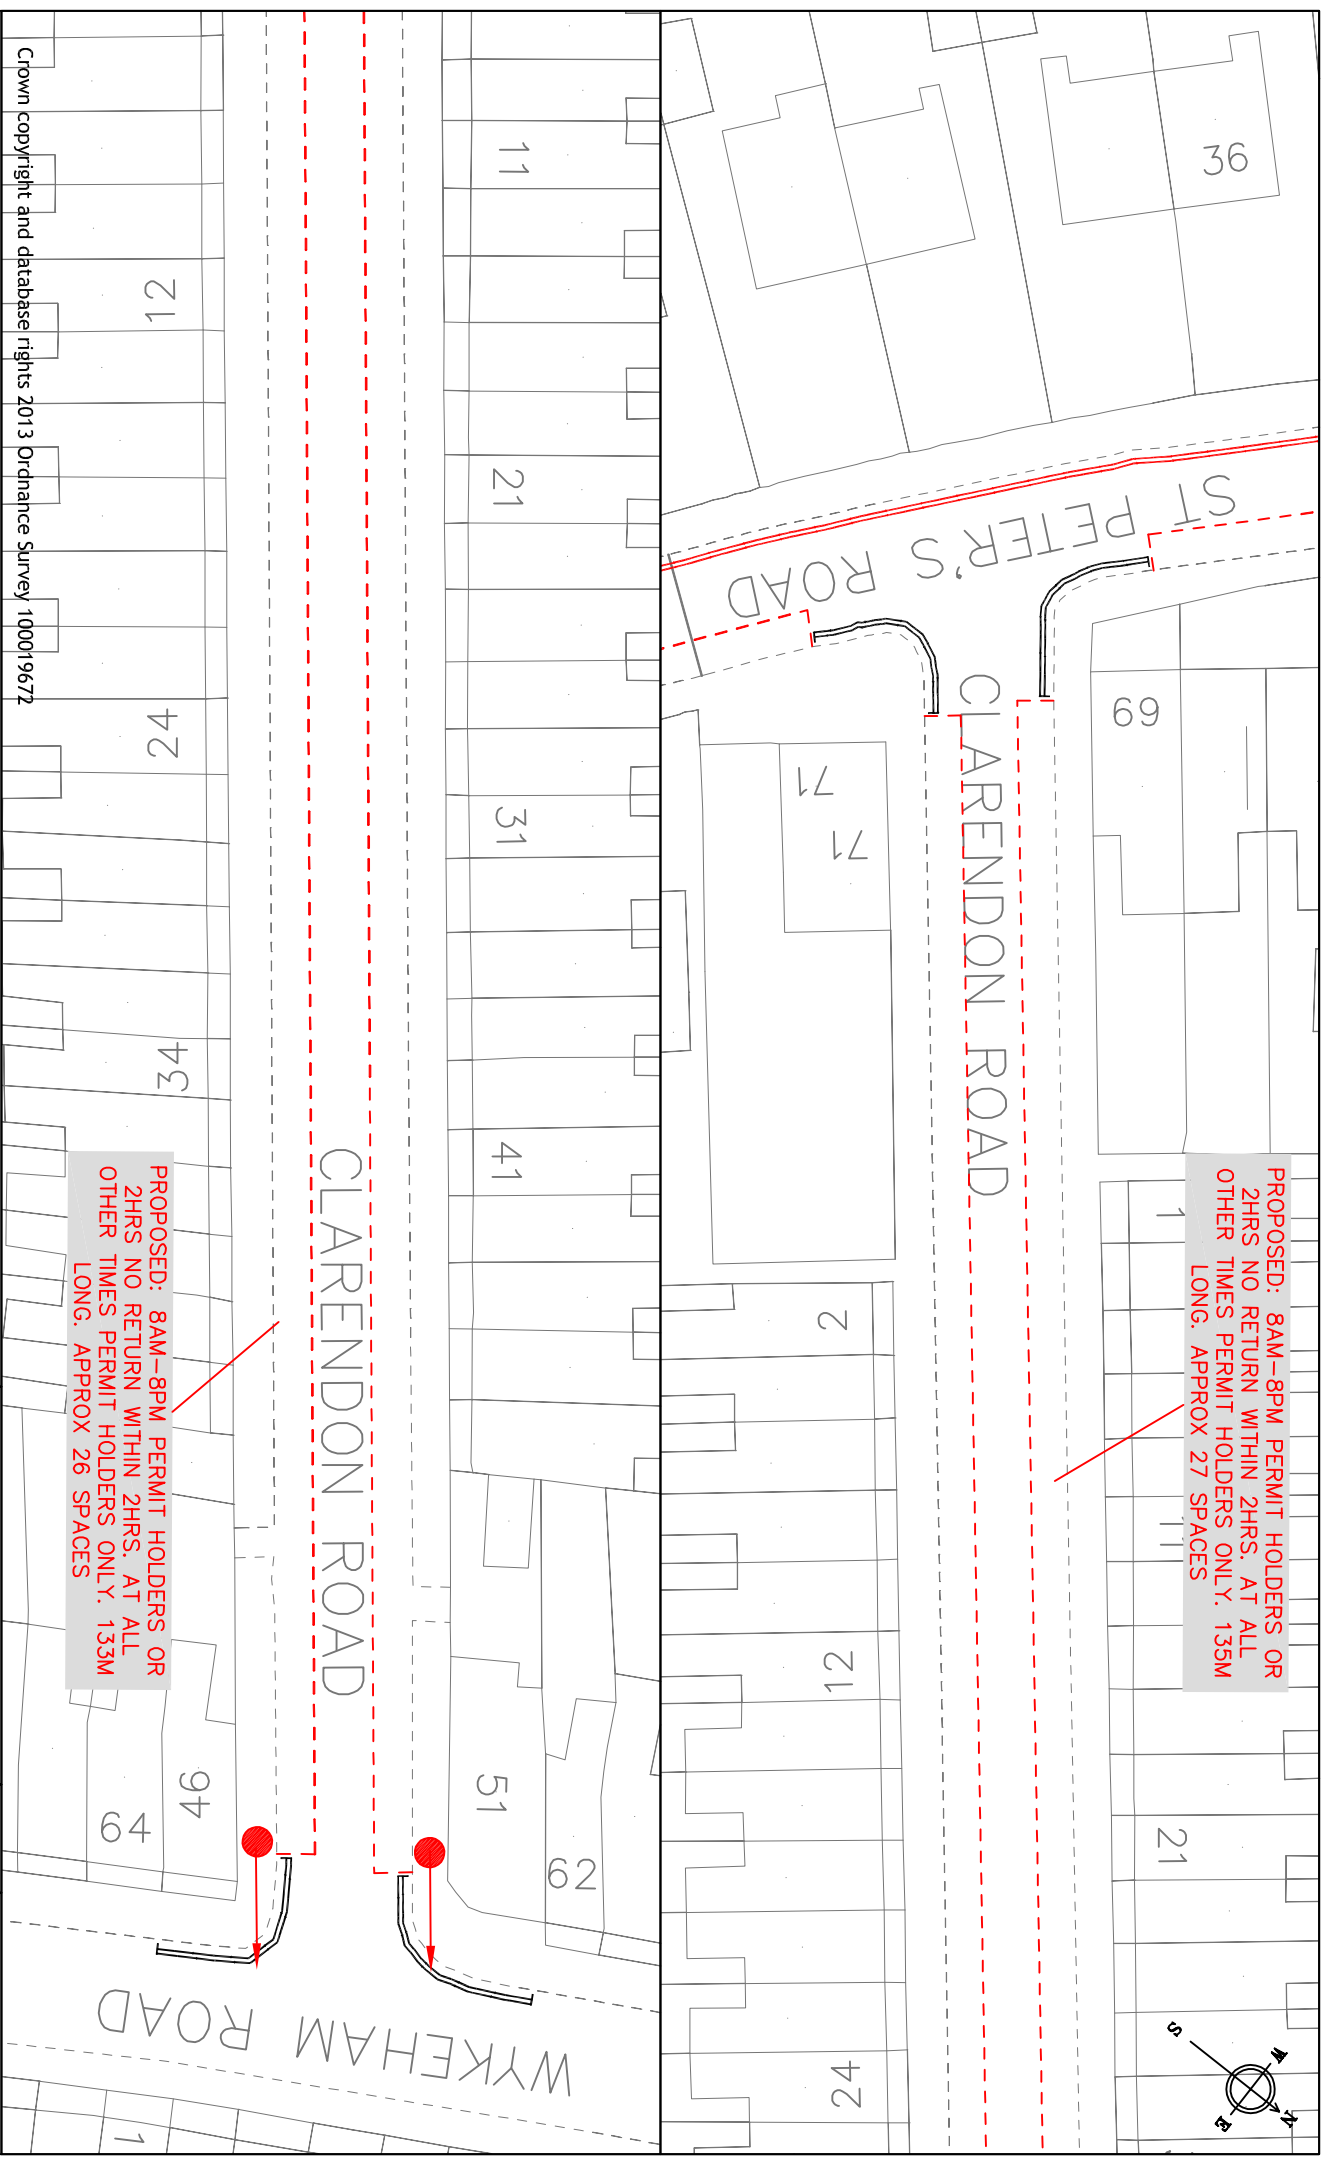 36
ST PETER'S ROAD
69
71
71
CLARENDON ROAD
PROPOSED: 8AM-8PM PERMIT HOLDERS OR
2HRS NO RETURN WITHIN 2HRS. AT ALL
OTHER TIMES PERMIT HOLDERS ONLY. 135M
LONG. APPROX 27 SPACES
1
11
21
2
12
24
S
W
N
E
11
21
31
41
51
62
12
24
34
46
64
1
CLARENDON ROAD
PROPOSED: 8AM-8PM PERMIT HOLDERS OR
2HRS NO RETURN WITHIN 2HRS. AT ALL
OTHER TIMES PERMIT HOLDERS ONLY. 133M
LONG. APPROX 26 SPACES
WYKEHAM ROAD
Crown copyright and database rights 2013 Ordnance Survey 100019672